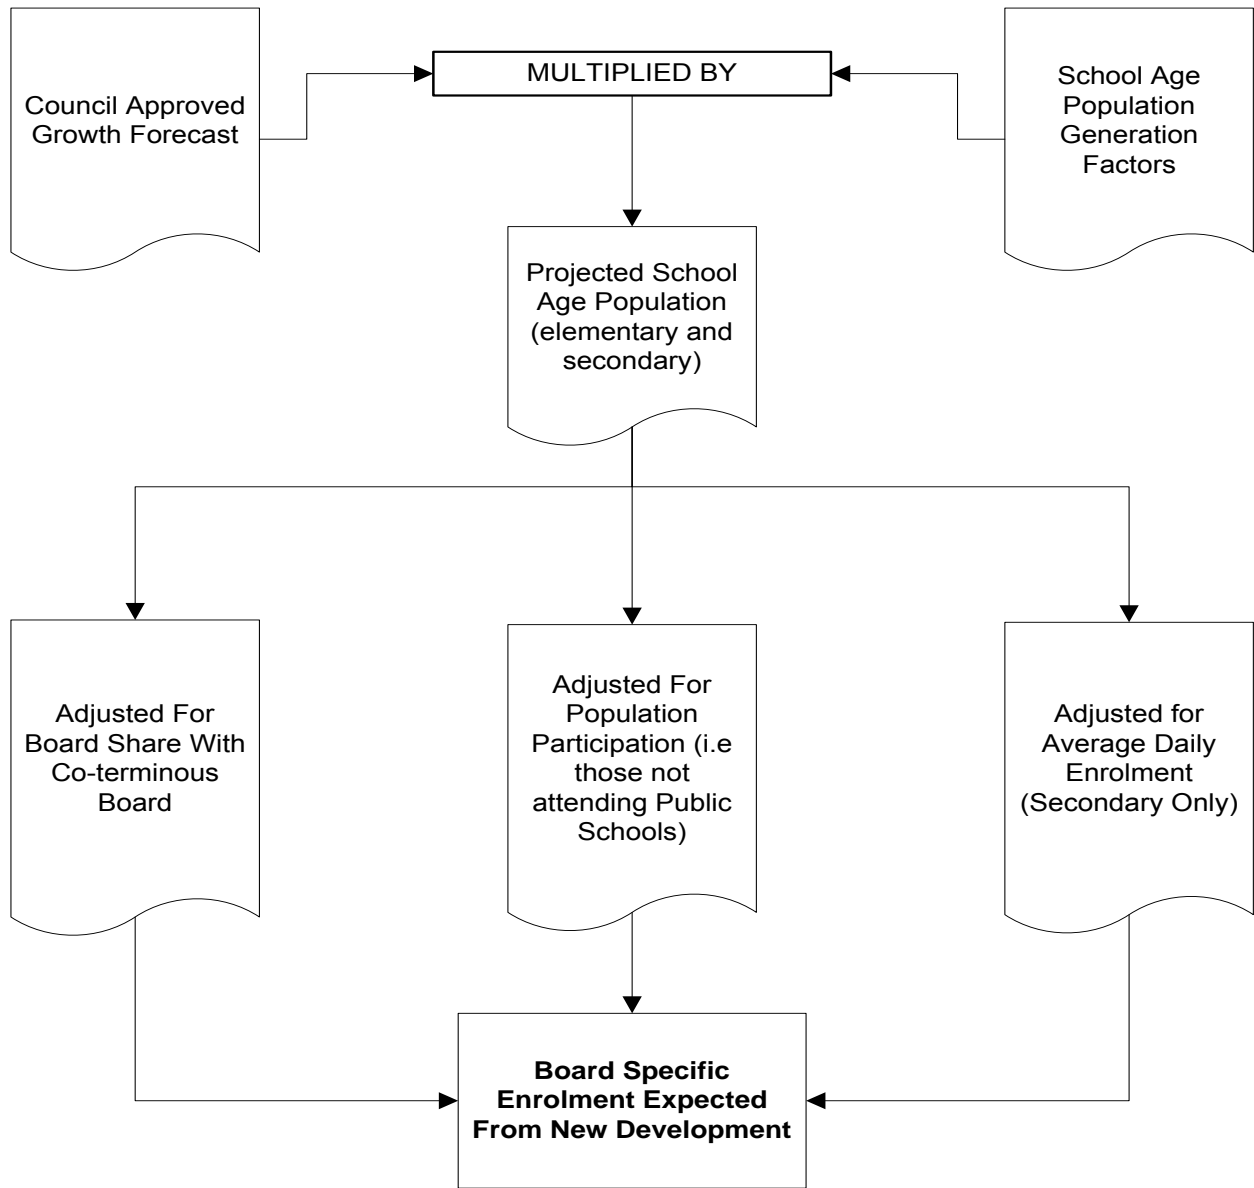 Council Approved
Growth Forecast
MULTIPLIED BY
School Age
Population
Generation
Factors
Projected School
Age Population
(elementary and
secondary)
Adjusted For
Board Share With
Co-terminous
Board
Adjusted For
Population
Participation (i.e
those not
attending Public
Schools)
Adjusted for
Average Daily
Enrolment
(Secondary Only)
Board Specific
Enrolment Expected
From New Development